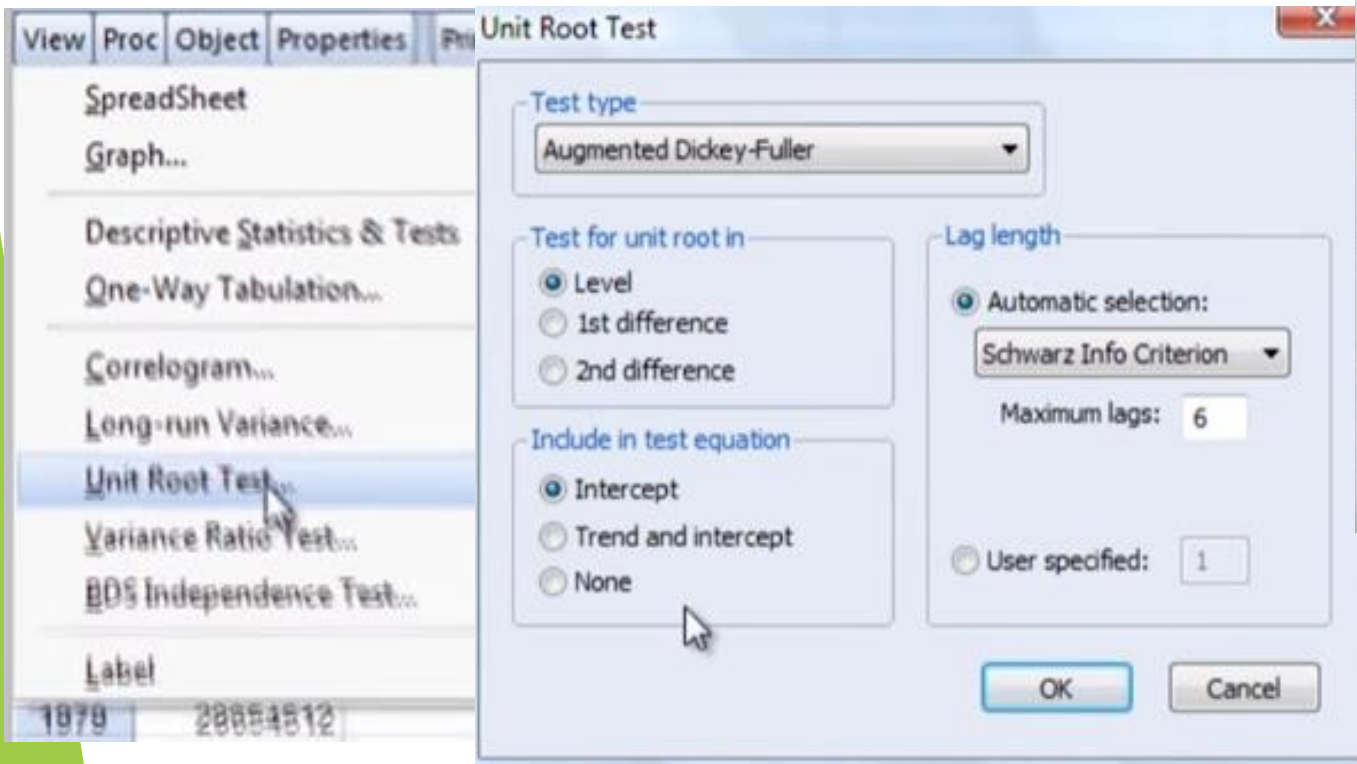 View Proc Object Properties
SpreadSheet
Graph...
Descriptive Statistics & Tests
One-Way Tabulation...
Correlogram...
Long-run Variance...
Unit Root Test...
Variance Ratio Test...
BDS Independence Test...
Label
1979
Unit Root Test
Test type
Augmented Dickey-Fuller
Test for unit root in
Level
1st difference
2nd difference
Include in test equation
Intercept
Trend and intercept
None
Lag length
Automatic selection:
Schwarz Info Criterion
Maximum lags: 6
User specified: 1
OK Cancel